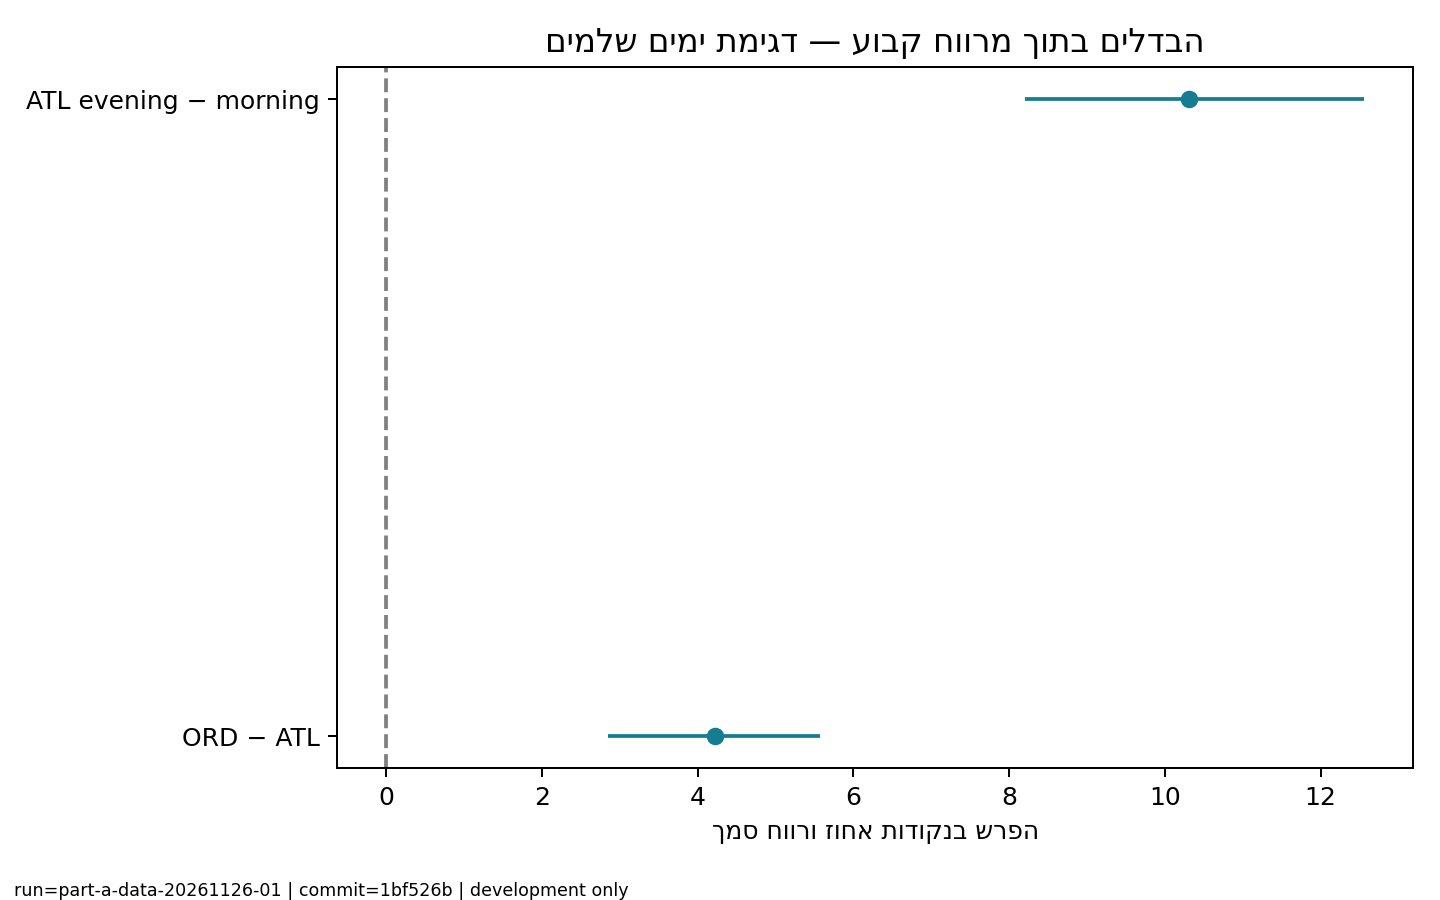 הבדלים בתוך מרווח קבוע — דגימת ימים שלמים
ATL evening − morning
ORD − ATL
0 2 4 6 8 10 12
הפרש בנקודות אחוז ורווח סמך
run=part-a-data-20261126-01 | commit=1bf526b | development only